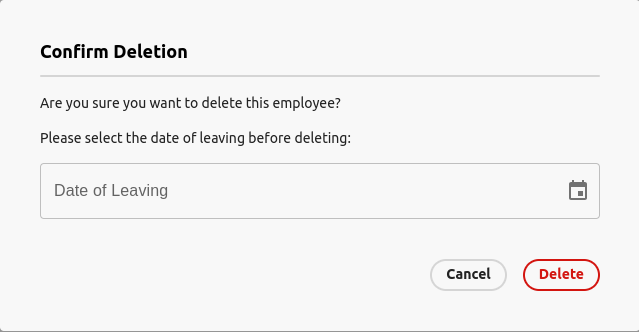 Confirm Deletion
Are you sure you want to delete this employee?
Please select the date of leaving before deleting:
Date of Leaving
Cancel Delete